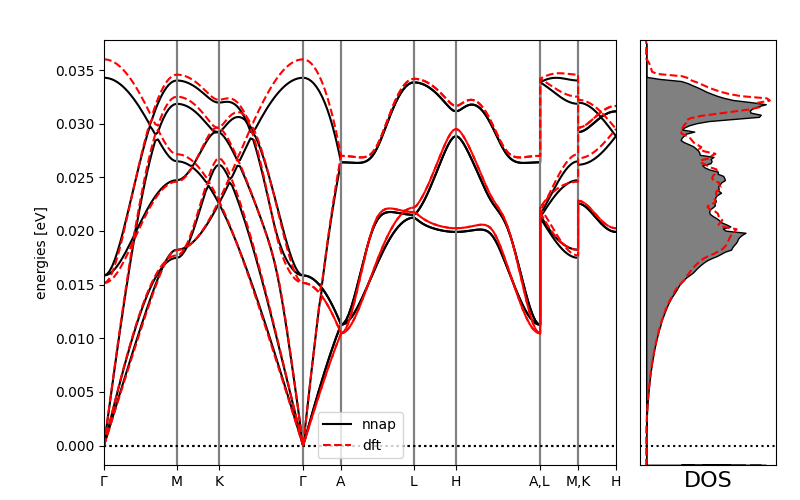 energies [eV]
0.035
0.030
0.025
0.020
0.015
0.010
0.005
0.000
nnap
dft
Γ M K Γ A L H A,L M,K H
DOS